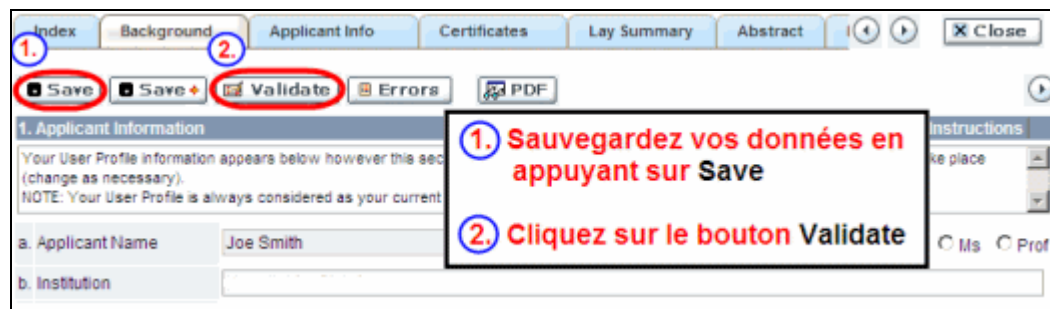 Index Background Applicant Info Certificates Lay Summary Abstract Close
1. 2.
Save Save+ Validate Errors PDF
1. Applicant Information Instructions
Your User Profile information appears below however this sec ke place
(change as necessary).
NOTE: Your User Profile is always considered as your current
1. Sauvegardez vos données en
appuyant sur Save
2. Cliquez sur le bouton Validate
a. Applicant Name Joe Smith Ms Prof
b. Institution